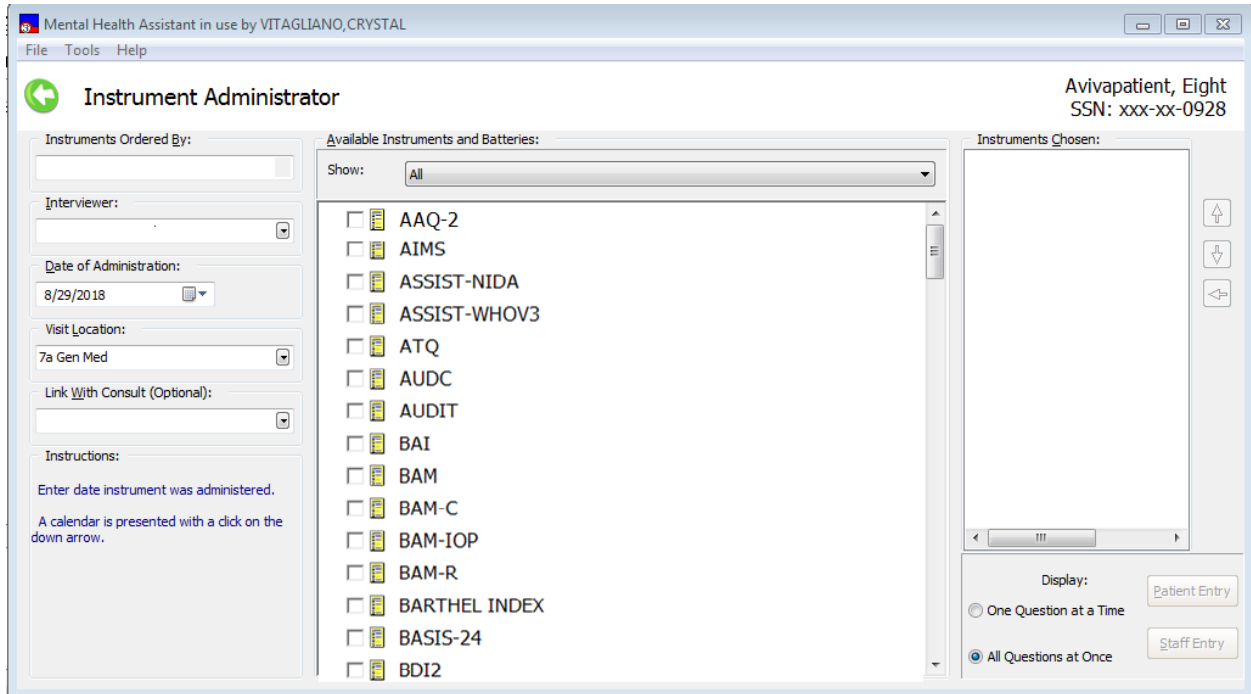 Mental Health Assistant in use by VITAGLIANO,CRYSTAL
File Tools Help
Instrument Administrator
Avivapatient, Eight
SSN: xxx-xx-0928
Instruments Ordered By:
Interviewer:
Date of Administration:
8/29/2018
Visit Location:
7a Gen Med
Link With Consult (Optional):
Instructions:
Enter date instrument was administered.
A calendar is presented with a click on the
down arrow.
Available Instruments and Batteries:
Show: All
AAQ-2
AIMS
ASSIST-NIDA
ASSIST-WHOV3
ATQ
AUDC
AUDIT
BAI
BAM
BAM-C
BAM-IOP
BAM-R
BARTHEL INDEX
BASIS-24
BDI2
Instruments Chosen:
Display:
One Question at a Time
All Questions at Once
Patient Entry
Staff Entry